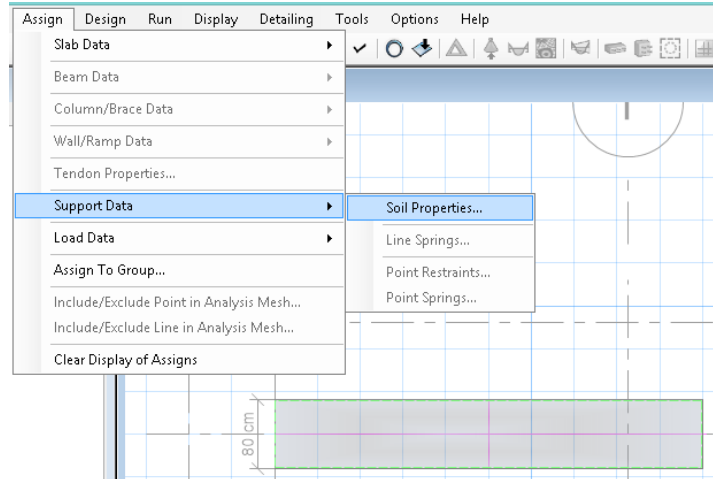 Assign Design Run Display Detailing Tools Options Help
Slab Data
Beam Data
Column/Brace Data
Wall/Ramp Data
Tendon Properties...
Support Data
Soil Properties...
Load Data
Line Springs...
Assign To Group...
Point Restraints...
Include/Exclude Point in Analysis Mesh...
Point Springs...
Include/Exclude Line in Analysis Mesh...
Clear Display of Assigns
80 cm